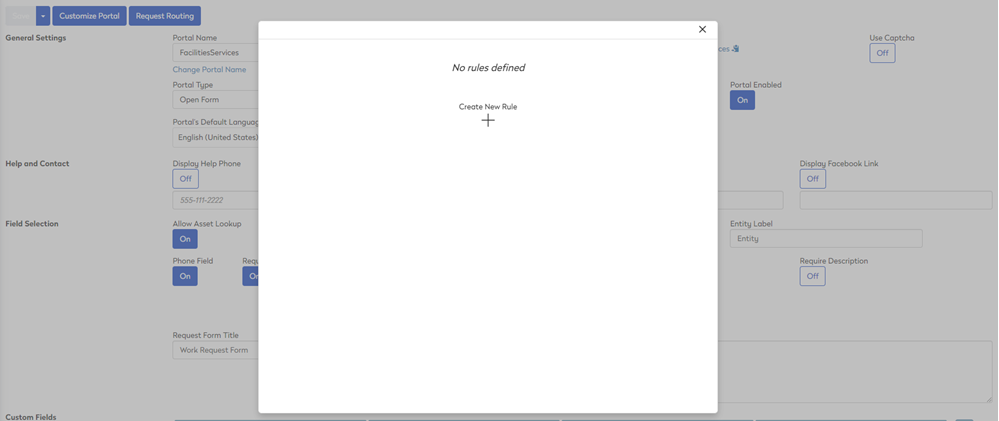 Customize Portal
Request Routing
General Settings
Portal Name
Use Captcha
FacilitiesServices
Off
Change Portal Name
No rules defined
Portal Type
Portal Enabled
Open Form
On
Create New Rule
Portal's Default
English (United States)
Help and Contact
Display Help Phone
Display Facebook Link
Off
Off
555-111-2222
Field Selection
Allow Asset Lookup
Entity Label
On
Entity
Phone Field
Require Description
On
On
Off
Request Form Title
Work Request Form
Custom Fields